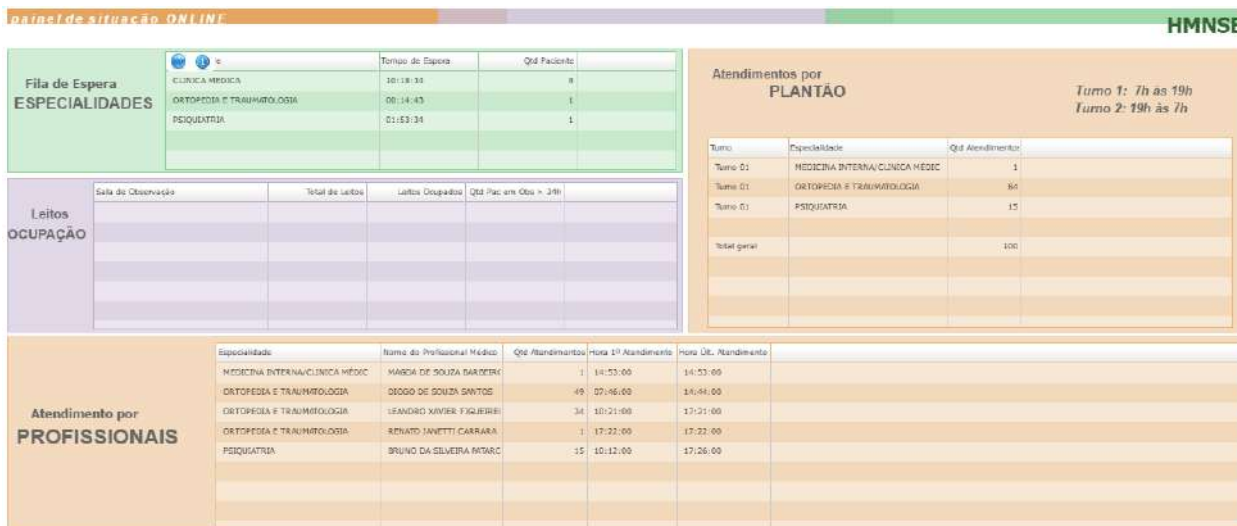 painel de situação ONLINE
HMNSE
Fila de Espera
ESPECIALIDADES
Tempo de Espera Qtd Paciente
CLINICA MEDICA 8
ORTOPEDIA E TRAUMATOLOGIA 00:14:43 1
PSIQUIATRIA 01:53:34 1
Leitos
OCUPAÇÃO
Sala de Observação Total de Leitos Leitos Ocupados Qtd Pac em Obs > 24h
Atendimentos por
PLANTÃO
Turno 1: 7h às 19h
Turno 2: 19h às 7h
Turno Especialidade Qtd Atendimentos
Turno 01 MEDICINA INTERNA/CLINICA MÉDIC 1
Turno 01 ORTOPEDIA E TRAUMATOLOGIA 84
Turno 01 PSIQUIATRIA 15
Total geral 100
Atendimento por
PROFISSIONAIS
Especialidade Nome do Profissional Médico Qtd Atendimentos Hora 1º Atendimento Hora Últ. Atendimento
MEDICINA INTERNA/CLINICA MÉDIC MAGDA DE SOUZA 1 14:53:00 14:53:00
ORTOPEDIA E TRAUMATOLOGIA DIOGO DE SOUZA SANTOS 49 07:46:00 14:44:00
ORTOPEDIA E TRAUMATOLOGIA LEANDRO XAVIER FIGUEIRE 34 10:21:00 17:21:00
ORTOPEDIA E TRAUMATOLOGIA RENATO CARRARA 1 17:22:00 17:22:00
PSIQUIATRIA BRUNO DA SILVEIRA 15 10:12:00 17:26:00